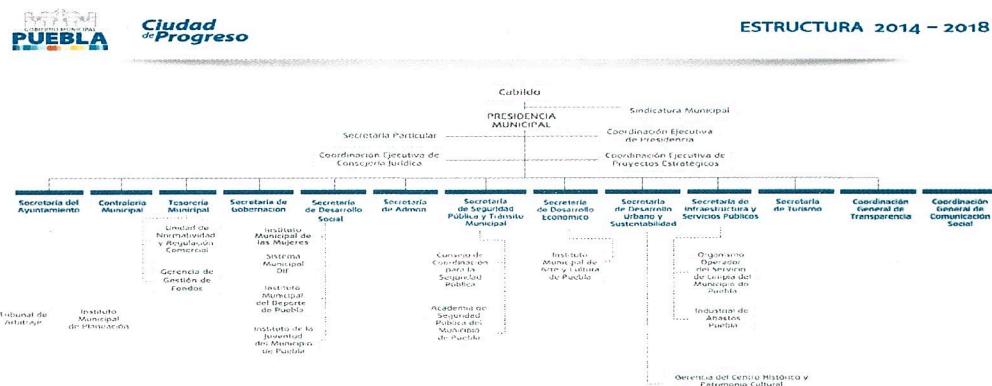 GOBIERNO MUNICIPAL
PUEBLA
Ciudad
de Progreso
ESTRUCTURA 2014 – 2018
Cabildo
Sindicatura Municipal
PRESIDENCIA
MUNICIPAL
Secretaría Particular
Coordinación Ejecutiva
de Presidencia
Coordinación Ejecutiva de
Consejería Jurídica
Coordinación Ejecutiva de
Proyectos Estratégicos
Secretaría del
Ayuntamiento
Contraloría
Municipal
Tesorería
Municipal
Secretaría de
Gobernación
Secretaría
de Desarrollo
Social
Secretaría
de Admon
Secretaría
de Seguridad
Pública y Tránsito
Municipal
Secretaría
de Desarrollo
Económico
Secretaría
de Desarrollo
Urbano y
Sustentabilidad
Secretaría de
Infraestructura y
Servicios Públicos
Secretaría
de Turismo
Coordinación
General de
Transparencia
Coordinación
General de
Comunicación
Social
Unidad de
Normatividad
y Regulación
Comercial
Gerencia de
Gestión de
Fondos
Instituto
Municipal de
las Mujeres
Sistema
Municipal
DIF
Instituto
Municipal
del Deporte
de Puebla
Instituto de la
Juventud
del Municipio
de Puebla
Consejo de
Coordinación
para la
Seguridad
Pública
Academia de
Seguridad
Pública del
Municipio
de Puebla
Instituto
Municipal de
Arte y Cultura
de Puebla
Organismo
Operador
del Servicio
de Limpia del
Municipio de
Puebla
Industrial de
Abastos
Puebla
Tribunal de
Arbitraje
Instituto
Municipal
de Planeación
Gerencia del Centro Histórico y
Patrimonio Cultural